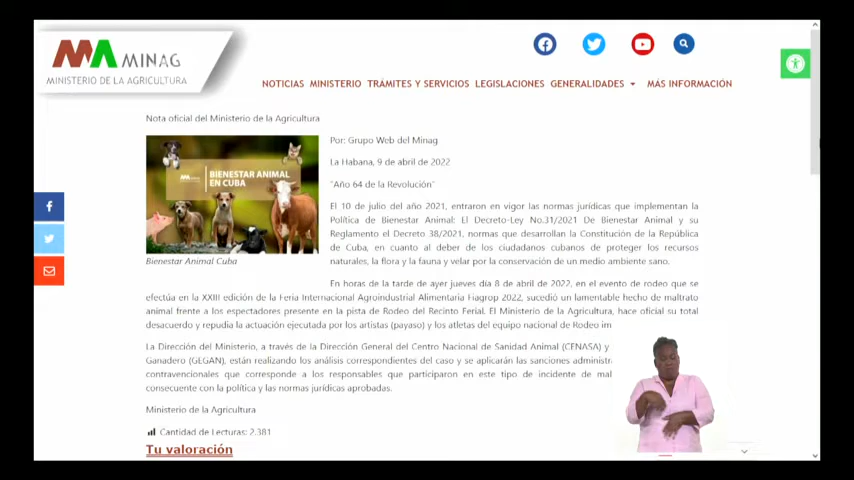 MINAG
MINISTERIO DE LA AGRICULTURA
NOTICIAS MINISTERIO TRÁMITES Y SERVICIOS LEGISLACIONES GENERALIDADES MÁS INFORMACIÓN
Nota oficial del Ministerio de la Agricultura
BIENESTAR ANIMAL
EN CUBA
Bienestar Animal Cuba
Por: Grupo Web del Minag
La Habana, 9 de abril de 2022
"Año 64 de la Revolución"
El 10 de julio del año 2021, entraron en vigor las normas jurídicas que implementan la
Política de Bienestar Animal: El Decreto-Ley No.31/2021 De Bienestar Animal y su
Reglamento el Decreto 38/2021, normas que desarrollan la Constitución de la República
de Cuba, en cuanto al deber de los ciudadanos cubanos de proteger los recursos
naturales, la flora y la fauna y velar por la conservación de un medio ambiente sano.
En horas de la tarde de ayer jueves día 8 de abril de 2022, en el evento de rodeo que se
efectúa en la XXIII edición de la Feria Internacional Agroindustrial Alimentaria Fiagrop 2022, sucedió un lamentable hecho de maltrato
animal frente a los espectadores presente en la pista de Rodeo del Recinto Ferial. El Ministerio de la Agricultura, hace oficial su total
desacuerdo y repudia la actuación ejecutada por los artistas (payaso) y los atletas del equipo nacional de Rodeo im
La Dirección del Ministerio, a través de la Dirección General del Centro Nacional de Sanidad Animal (CENASA) y
Ganadero (GEGAN), están realizando los análisis correspondientes del caso y se aplicarán las sanciones administr
contravencionales que corresponde a los responsables que participaron en este tipo de incidente de mal
consecuente con la política y las normas jurídicas aprobadas.
Ministerio de la Agricultura
Cantidad de Lecturas: 2,381
Tu valoración